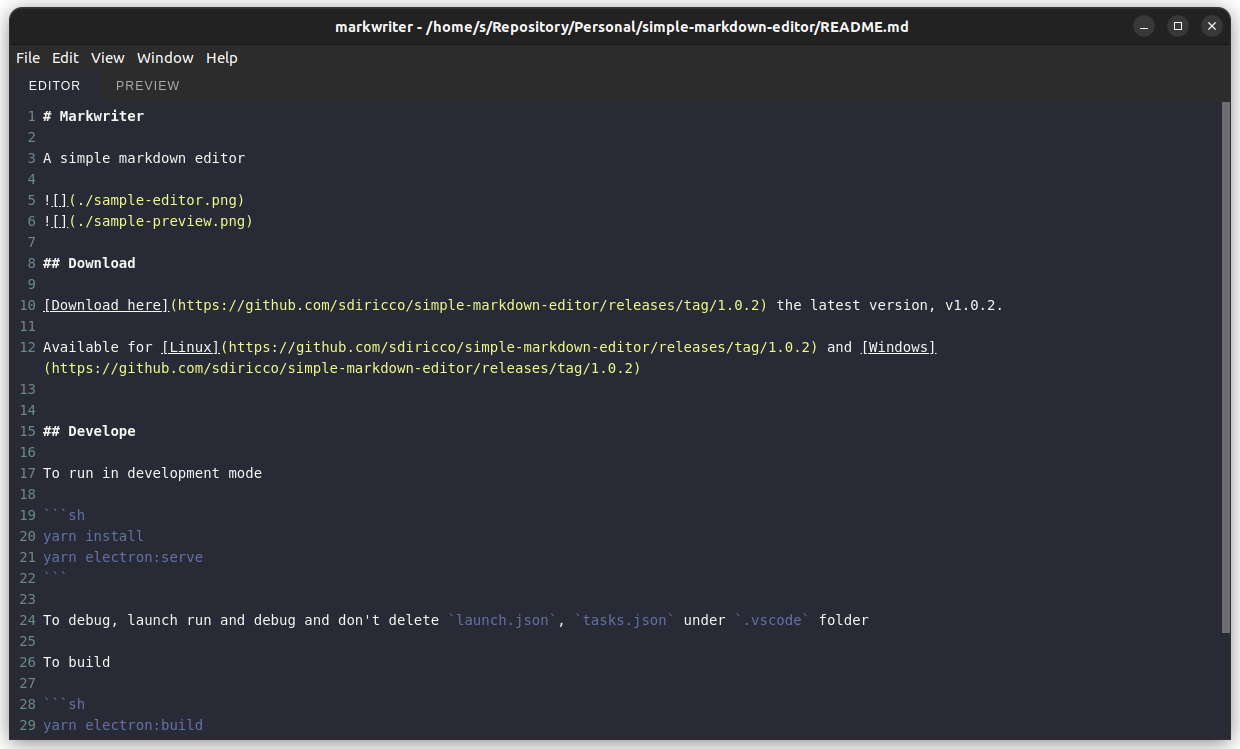 markwriter - /home/s/Repository/Personal/simple-markdown-editor/README.md
File Edit View Window Help
EDITOR PREVIEW
1 # Markwriter
2
3 A simple markdown editor
4
5 ![](./sample-editor.png)
6 ![](./sample-preview.png)
7
8 ## Download
9
10 [Download here](https://github.com/sdiricco/simple-markdown-editor/releases/tag/1.0.2) the latest version, v1.0.2.
11
12 Available for [Linux](https://github.com/sdiricco/simple-markdown-editor/releases/tag/1.0.2) and [Windows]
(https://github.com/sdiricco/simple-markdown-editor/releases/tag/1.0.2)
13
14
15 ## Develope
16
17 To run in development mode
18
19 ```sh
20 yarn install
21 yarn electron:serve
22 ```
23
24 To debug, launch run and debug and don't delete `launch.json`, `tasks.json` under `.vscode` folder
25
26 To build
27
28 ```sh
29 yarn electron:build